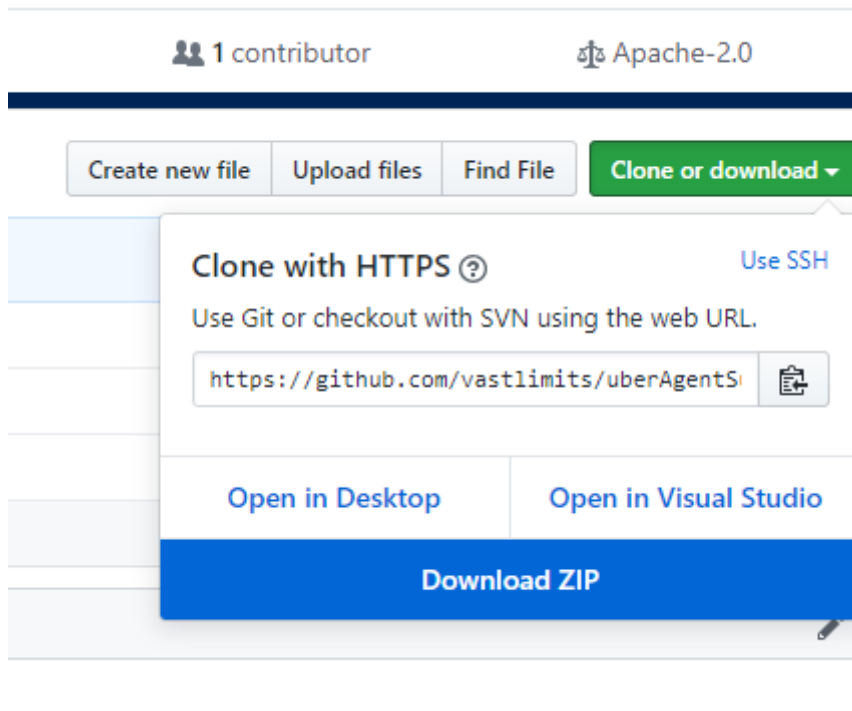 1 contributor
Apache-2.0
Create new file
Upload files
Find File
Clone or download
Clone with HTTPS
Use SSH
Use Git or checkout with SVN using the web URL.
https://github.com/vastlimits/uberAgentS
Open in Desktop
Open in Visual Studio
Download ZIP